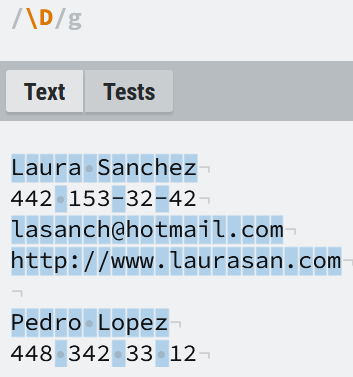 /\D/g
Text Tests
Laura Sanchez
442 153-32-42
lasanch@hotmail.com
http://www.laurasan.com
Pedro Lopez
448 342 33 12